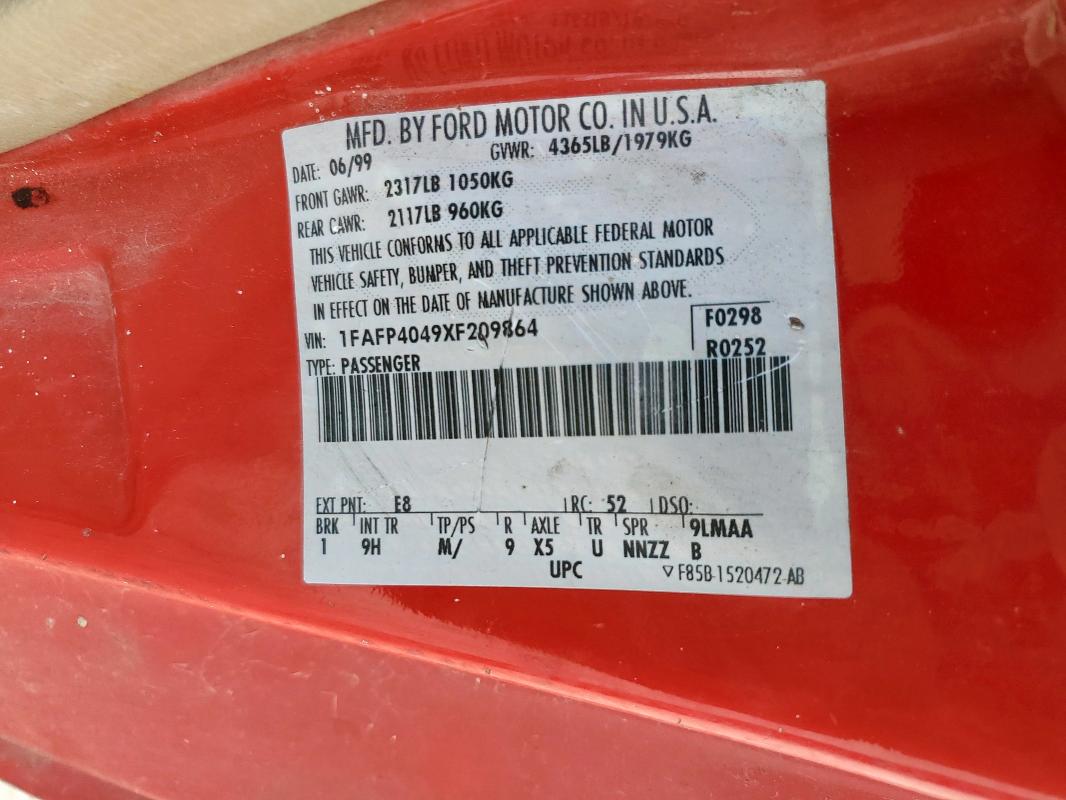 MFD. BY FORD MOTOR CO. IN U.S.A.
DATE: 06/99 GVWR: 4365LB/1979KG
FRONT GAWR: 2317LB 1050KG
REAR CAWR: 2117LB 960KG
THIS VEHICLE CONFORMS TO ALL APPLICABLE FEDERAL MOTOR
VEHICLE SAFETY, BUMPER, AND THEFT PREVENTION STANDARDS
IN EFFECT ON THE DATE OF MANUFACTURE SHOWN ABOVE.
VIN: 1FAFP4049XF209864 F0298
TYPE: PASSENGER R0252
EXT PNT: E8 RC: 52 DSO:
BRK INT TR TP/PS R AXLE TR SPR 9LMAA
1 9H M/ 9 X5 U NNZZ B
UPC ▽F85B-1520472-AB